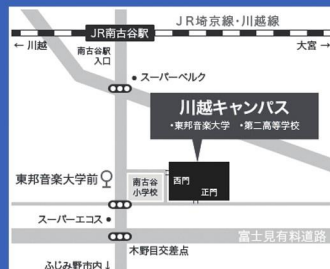 JR埼京線・川越線
JR南古谷駅
← 川越
大宮 →
南古谷駅
入口
スーパーベルク
川越キャンパス
・東邦音楽大学 ・第二高等学校
東邦音楽大学前
南古谷
小学校
西門
正門
スーパーエコス
富士見有料道路
木野目交差点
ふじみ野市内↓